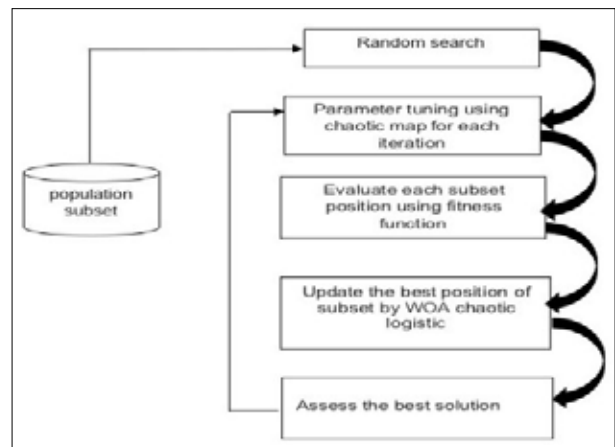 Random search
Parameter tuning using
chaotic map for each
iteration
population
subset
Evaluate each subset
position using fitness
function
Update the best position of
subset by WOA chaotic
logistic
Assess the best solution